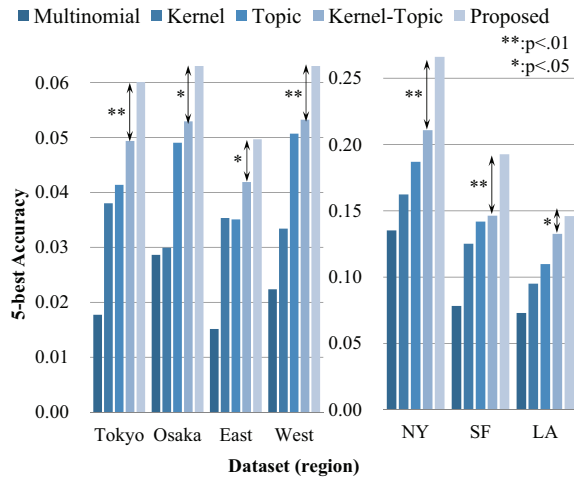 Multinomial Kernel Topic Kernel-Topic Proposed
**:p<.01
*:p<.05
5-best Accuracy
0.06
0.05
0.04
0.03
0.02
0.01
0.00
** * * **
Tokyo Osaka East West
0.25
0.20
0.15
0.10
0.05
0.00
** ** *
NY SF LA
Dataset (region)